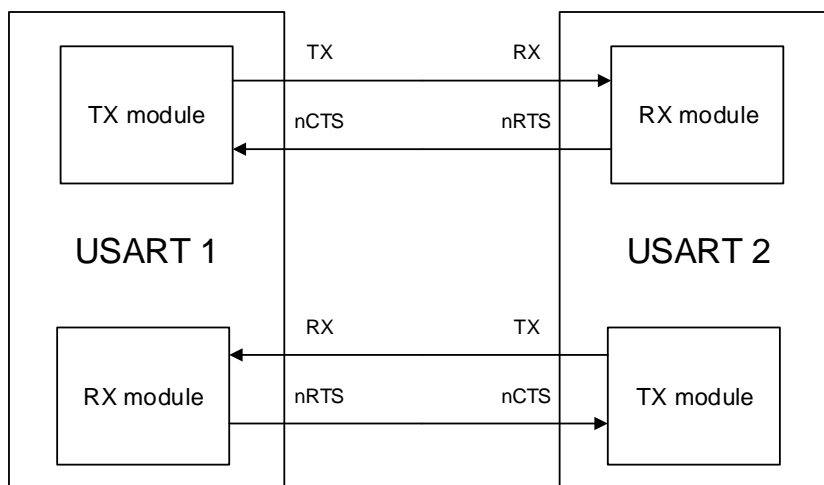 TX RX
TX module RX module
nCTS nRTS
USART 1 USART 2
RX TX
RX module TX module
nRTS nCTS